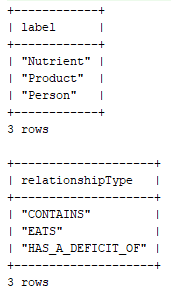 +------------+
| label      |
+------------+
| "Nutrient" |
| "Product"  |
| "Person"   |
+------------+
3 rows

+--------------------+
| relationshipType   |
+--------------------+
| "CONTAINS"         |
| "EATS"             |
| "HAS_A_DEFICIT_OF" |
+--------------------+
3 rows